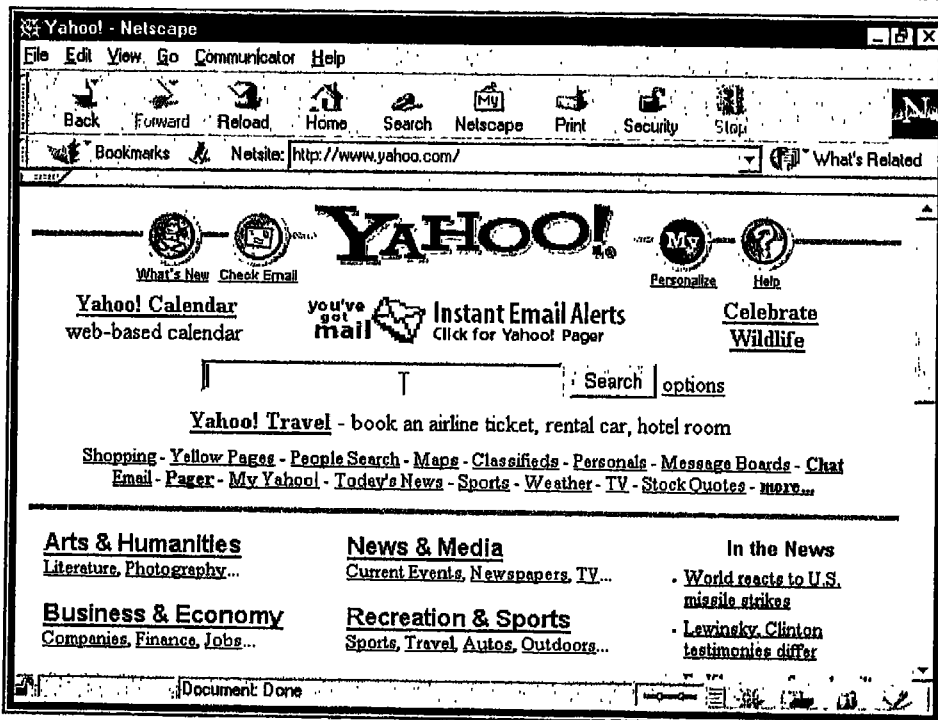 Yahoo! - Netscape
File Edit View Go Communicator Help
Back Forward Reload Home Search Netscape Print Security Stop
My
N
Bookmarks Netsite: http://www.yahoo.com/ What's Related
YAHOO!
My
What's New Check Email Personalize Help
Yahoo! Calendar
web-based calendar
you've got mail Instant Email Alerts
Click for Yahoo! Pager
Celebrate
Wildlife
Search options
Yahoo! Travel - book an airline ticket, rental car, hotel room
Shopping - Yellow Pages - People Search - Maps - Classifieds - Personals - Message Boards - Chat
Email - Pager - My Yahoo! - Today's News - Sports - Weather - TV - Stock Quotes - more...
Arts & Humanities
Literature, Photography...
News & Media
Current Events, Newspapers, TV...
Business & Economy
Companies, Finance, Jobs...
Recreation & Sports
Sports, Travel, Autos, Outdoors...
In the News
· World reacts to U.S.
missile strikes
· Lewinsky, Clinton
testimonies differ
Document: Done